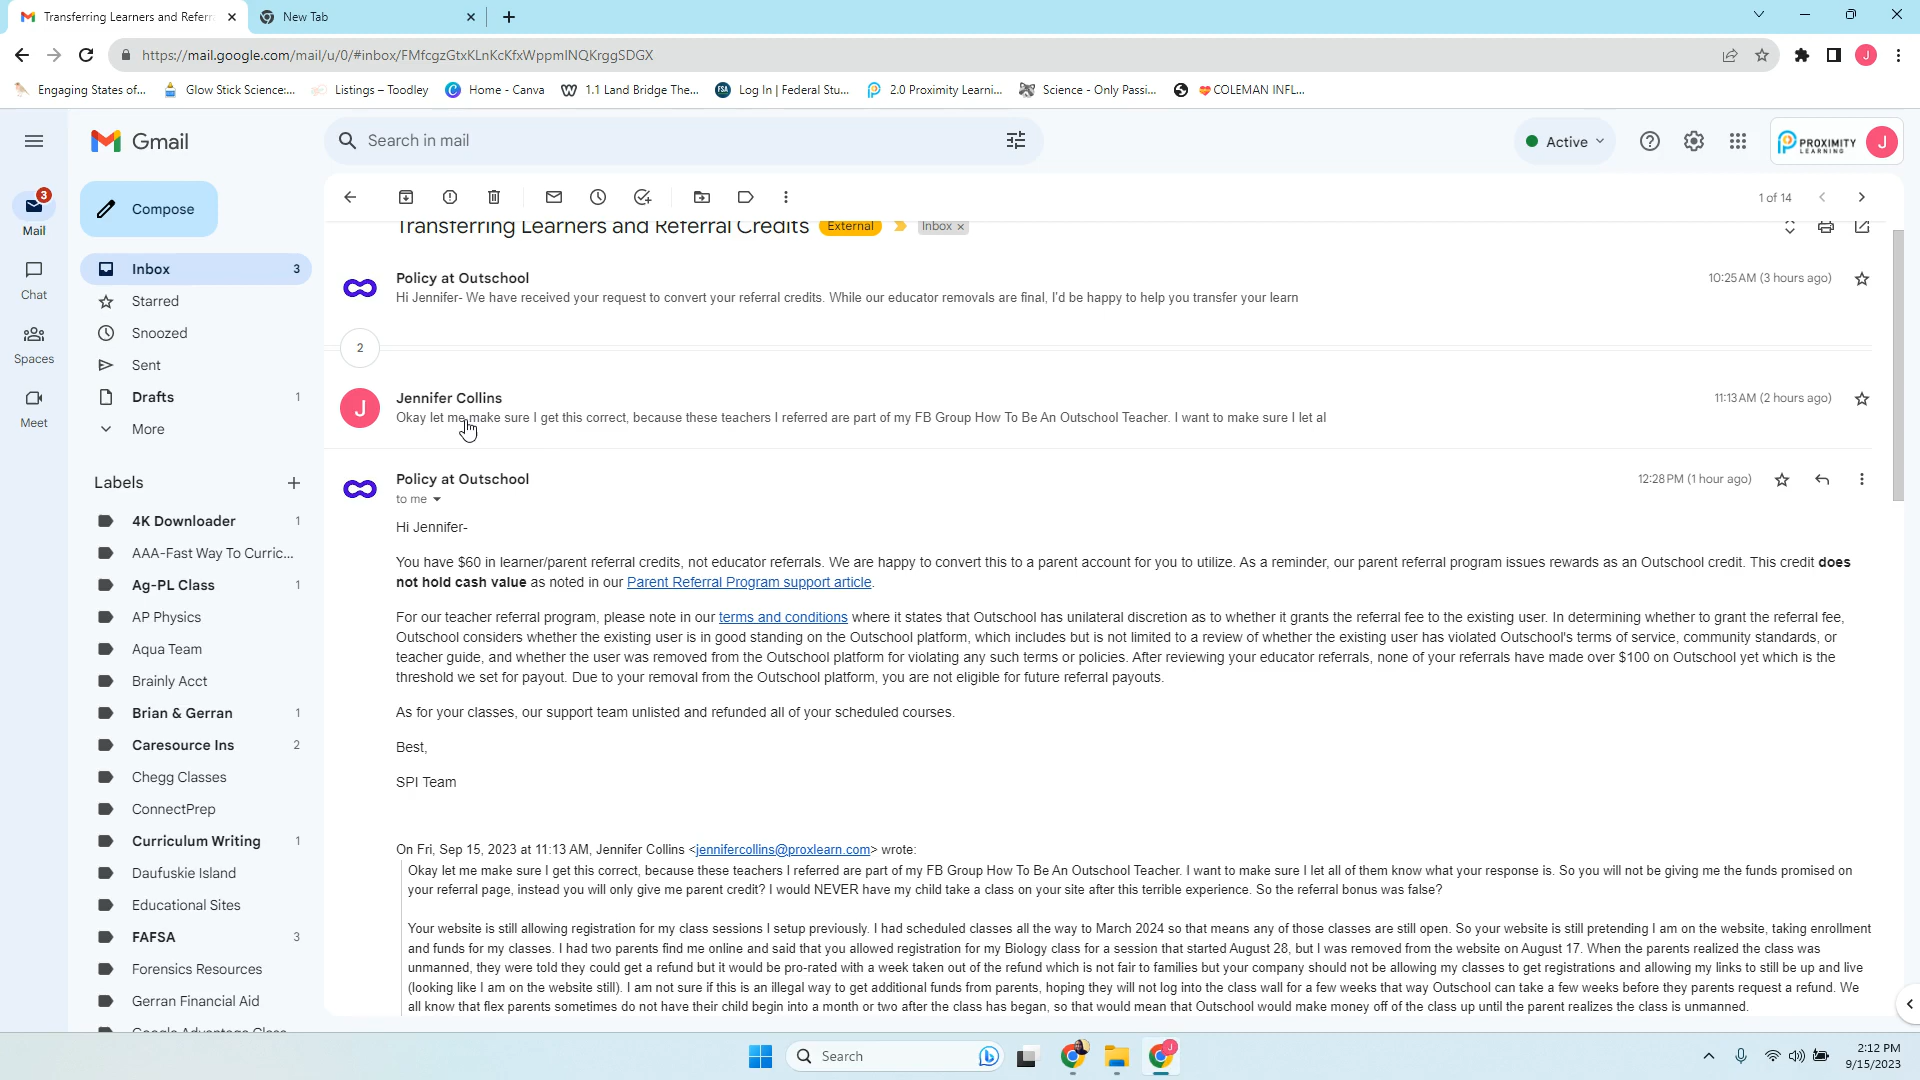 Transferring Learners and Referr
New Tab
https://mail.google.com/mail/u/0/#inbox/FMfcgzGtxKLnKcKfxWppmlNQKrggSDGX
J
Engaging States of...
Glow Stick Science:...
Listings – Toodley
Home - Canva
1.1 Land Bridge The...
FSA
Log In | Federal Stu...
2.0 Proximity Learni...
Science - Only Passi...
COLEMAN INFL...
Gmail
Search in mail
Active
PROXIMITY
LEARNING
J
3
Mail
Chat
Spaces
Meet
Compose
Inbox 3
Starred
Snoozed
Sent
Drafts 1
More
Labels
4K Downloader 1
AAA-Fast Way To Curric...
Ag-PL Class 1
AP Physics
Aqua Team
Brainly Acct
Brian & Gerran 1
Caresource Ins 2
Chegg Classes
ConnectPrep
Curriculum Writing 1
Daufuskie Island
Educational Sites
FAFSA 3
Forensics Resources
Gerran Financial Aid
1 of 14
Transferring Learners and Referral Credits External Inbox ×
Policy at Outschool 10:25 AM (3 hours ago)
Hi Jennifer- We have received your request to convert your referral credits. While our educator removals are final, I'd be happy to help you transfer your learn
2
J
Jennifer Collins 11:13 AM (2 hours ago)
Okay let me make sure I get this correct, because these teachers I referred are part of my FB Group How To Be An Outschool Teacher. I want to make sure I let al
Policy at Outschool 12:28 PM (1 hour ago)
to me
Hi Jennifer-
You have $60 in learner/parent referral credits, not educator referrals. We are happy to convert this to a parent account for you to utilize. As a reminder, our parent referral program issues rewards as an Outschool credit. This credit does
not hold cash value as noted in our Parent Referral Program support article.
For our teacher referral program, please note in our terms and conditions where it states that Outschool has unilateral discretion as to whether it grants the referral fee to the existing user. In determining whether to grant the referral fee,
Outschool considers whether the existing user is in good standing on the Outschool platform, which includes but is not limited to a review of whether the existing user has violated Outschool's terms of service, community standards, or
teacher guide, and whether the user was removed from the Outschool platform for violating any such terms or policies. After reviewing your educator referrals, none of your referrals have made over $100 on Outschool yet which is the
threshold we set for payout. Due to your removal from the Outschool platform, you are not eligible for future referral payouts.
As for your classes, our support team unlisted and refunded all of your scheduled courses.
Best,
SPI Team
On Fri, Sep 15, 2023 at 11:13 AM, Jennifer Collins <jennifercollins@proxlearn.com> wrote:
Okay let me make sure I get this correct, because these teachers I referred are part of my FB Group How To Be An Outschool Teacher. I want to make sure I let all of them know what your response is. So you will not be giving me the funds promised on
your referral page, instead you will only give me parent credit? I would NEVER have my child take a class on your site after this terrible experience. So the referral bonus was false?
Your website is still allowing registration for my class sessions I setup previously. I had scheduled classes all the way to March 2024 so that means any of those classes are still open. So your website is still pretending I am on the website, taking enrollment
and funds for my classes. I had two parents find me online and said that you allowed registration for my Biology class for a session that started August 28, but I was removed from the website on August 17. When the parents realized the class was
unmanned, they were told they could get a refund but it would be pro-rated with a week taken out of the refund which is not fair to families but your company should not be allowing my classes to get registrations and allowing my links to still be up and live
(looking like I am on the website still). I am not sure if this is an illegal way to get additional funds from parents, hoping they will not log into the class wall for a few weeks that way Outschool can take a few weeks before they parents request a refund. We
all know that flex parents sometimes do not have their child begin into a month or two after the class has began, so that would mean that Outschool would make money off of the class up until the parent realizes the class is unmanned.
Search
J
2:12 PM
9/15/2023